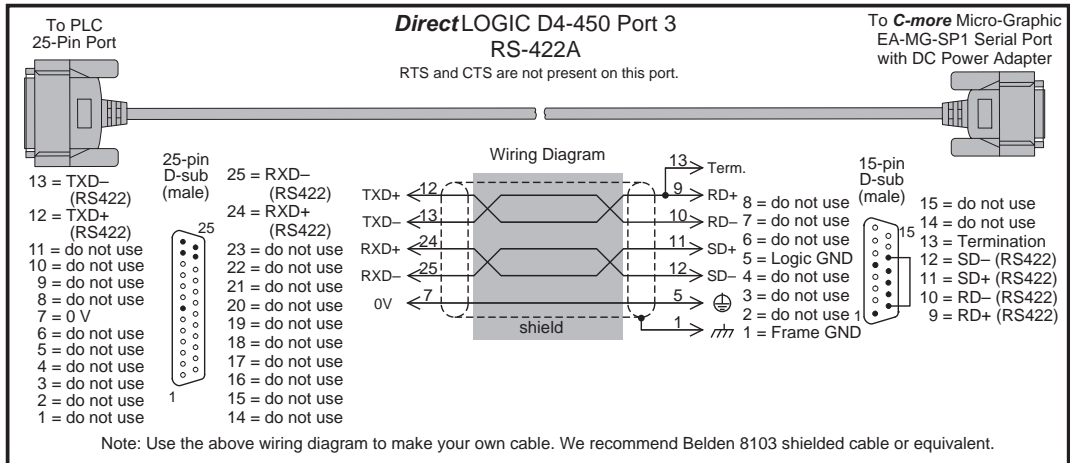 To PLC
25-Pin Port
DirectLOGIC D4-450 Port 3
RS-422A
RTS and CTS are not present on this port.
To C-more Micro-Graphic
EA-MG-SP1 Serial Port
with DC Power Adapter
13 = TXD–
(RS422)
12 = TXD+
(RS422)
11 = do not use
10 = do not use
9 = do not use
8 = do not use
7 = 0 V
6 = do not use
5 = do not use
4 = do not use
3 = do not use
2 = do not use
1 = do not use
25-pin
D-sub
(male)
25
1
25 = RXD–
(RS422)
24 = RXD+
(RS422)
23 = do not use
22 = do not use
21 = do not use
20 = do not use
19 = do not use
18 = do not use
17 = do not use
16 = do not use
15 = do not use
14 = do not use
Wiring Diagram
13 Term.
TXD+ 12 9 RD+
TXD– 13 10 RD–
RXD+ 24 11 SD+
RXD– 25 12 SD–
0V 7 5
shield
1
8 = do not use
7 = do not use
6 = do not use
5 = Logic GND
4 = do not use
3 = do not use
2 = do not use
1 = Frame GND
15-pin
D-sub
(male)
15
1
15 = do not use
14 = do not use
13 = Termination
12 = SD– (RS422)
11 = SD+ (RS422)
10 = RD– (RS422)
9 = RD+ (RS422)
Note: Use the above wiring diagram to make your own cable. We recommend Belden 8103 shielded cable or equivalent.